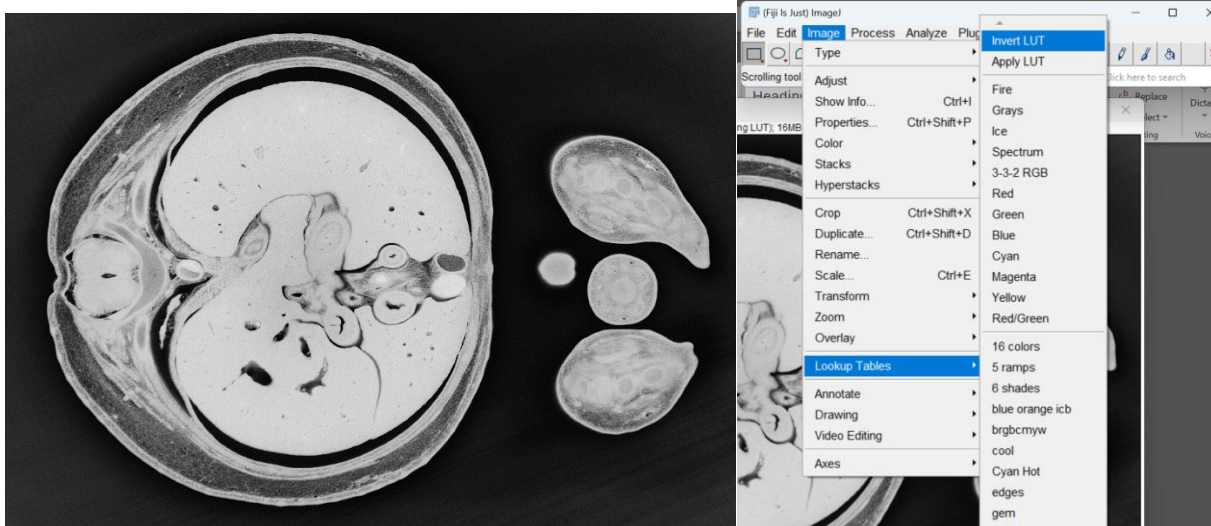 (Fiji Is Just) ImageJ
File Edit Image Process Analyze
Scrolling tool
lick here to search
Type
Adjust
Show Info... Ctrl+I
Properties... Ctrl+Shift+P
Color
Stacks
Hyperstacks
Crop Ctrl+Shift+X
Duplicate... Ctrl+Shift+D
Rename...
Scale... Ctrl+E
Transform
Zoom
Overlay
Lookup Tables
Annotate
Drawing
Video Editing
Axes
Invert LUT
Apply LUT
Fire
Grays
Ice
Spectrum
3-3-2 RGB
Red
Green
Blue
Cyan
Magenta
Yellow
Red/Green
16 colors
5 ramps
6 shades
blue orange icb
brgbcmyw
cool
Cyan Hot
edges
gem
Replace
ng LUT); 16MB